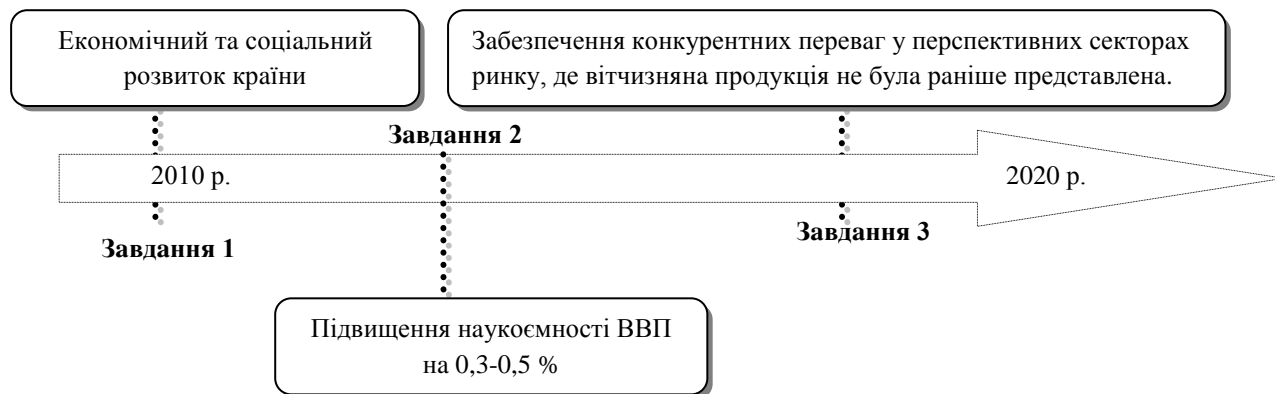 Економічний та соціальний
розвиток країни
Забезпечення конкурентних переваг у перспективних секторах
ринку, де вітчизняна продукція не була раніше представлена.
Завдання 2
2010 р.
2020 р.
Завдання 1
Завдання 3
Підвищення наукоємності ВВП
на 0,3-0,5 %